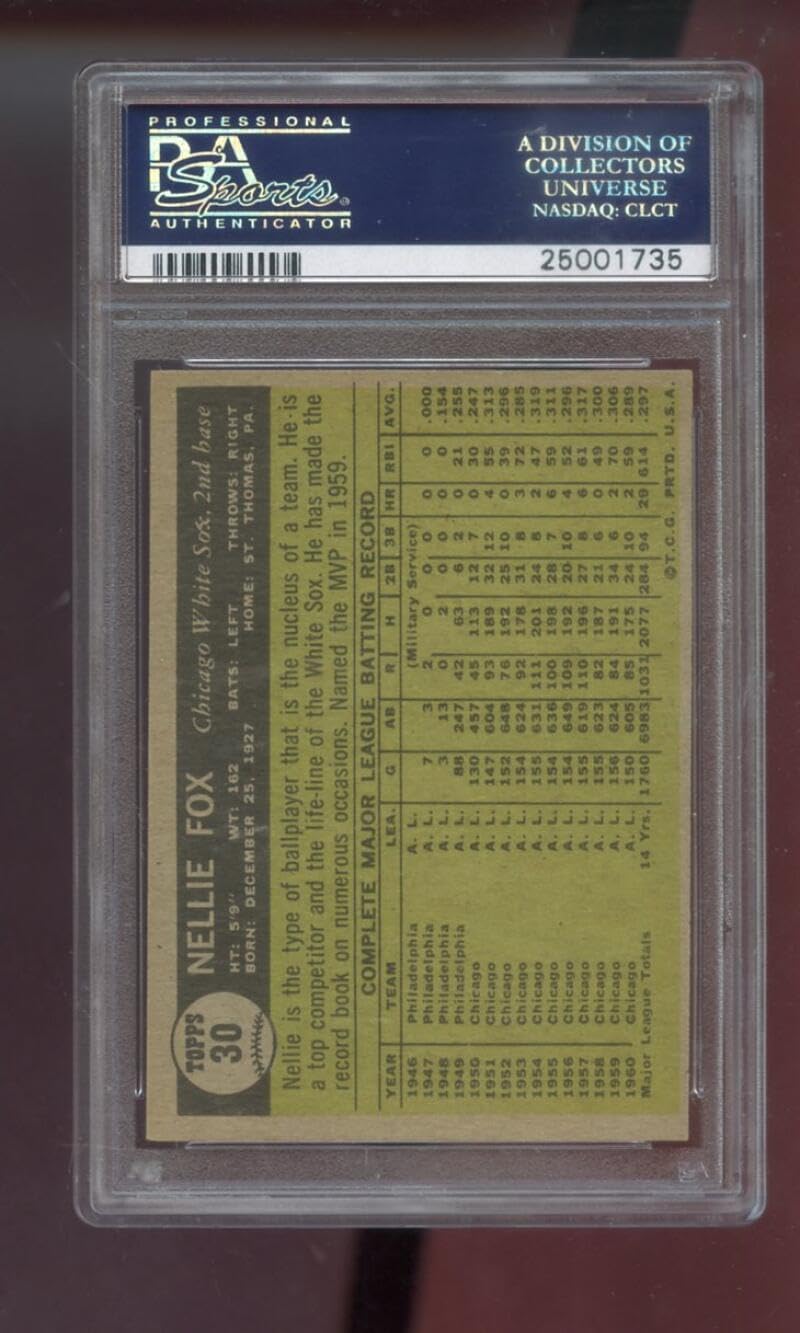 PROFESSIONAL
PSA
Sports®
AUTHENTICATOR
A DIVISION OF
COLLECTORS
UNIVERSE
NASDAQ: CLCT
25001735
TOPPS
30
NELLIE FOX Chicago White Sox, 2nd base
HT: 5'9" WT: 162 BATS: LEFT THROWS: RIGHT
BORN: DECEMBER 25, 1927 HOME: ST. THOMAS, PA.
Nellie is the type of ballplayer that is the nucleus of a team. He is
a top competitor and the life-line of the White Sox. He has made the
record book on numerous occasions. Named the MVP in 1959.
COMPLETE MAJOR LEAGUE BATTING RECORD
YEAR TEAM LEA. G AB R H 2B 3B HR RBI AVG.
1946 Philadelphia A. L. (Military Service)
1947 Philadelphia A. L. 7 3 2 0 0 0 0 0 .000
1948 Philadelphia A. L. 3 13 0 2 0 0 0 0 .154
1949 Philadelphia A. L. 88 247 42 63 6 2 0 21 .255
1950 Chicago A. L. 130 457 45 113 12 7 0 30 .247
1951 Chicago A. L. 147 604 93 189 32 12 4 55 .313
1952 Chicago A. L. 152 648 76 192 25 10 0 39 .296
1953 Chicago A. L. 154 624 92 178 31 8 3 72 .285
1954 Chicago A. L. 155 631 111 201 24 8 2 47 .319
1955 Chicago A. L. 154 636 100 198 28 7 6 59 .311
1956 Chicago A. L. 154 649 109 192 20 10 4 52 .296
1957 Chicago A. L. 155 619 110 196 27 8 6 61 .317
1958 Chicago A. L. 155 623 82 187 21 6 0 49 .300
1959 Chicago A. L. 156 624 84 191 34 6 2 70 .306
1960 Chicago A. L. 150 605 85 175 24 10 2 59 .289
Major League Totals 14 Yrs. 1760 6983 1031 2077 284 94 29 614 .297
©T.C.G. PRTD. U.S.A.